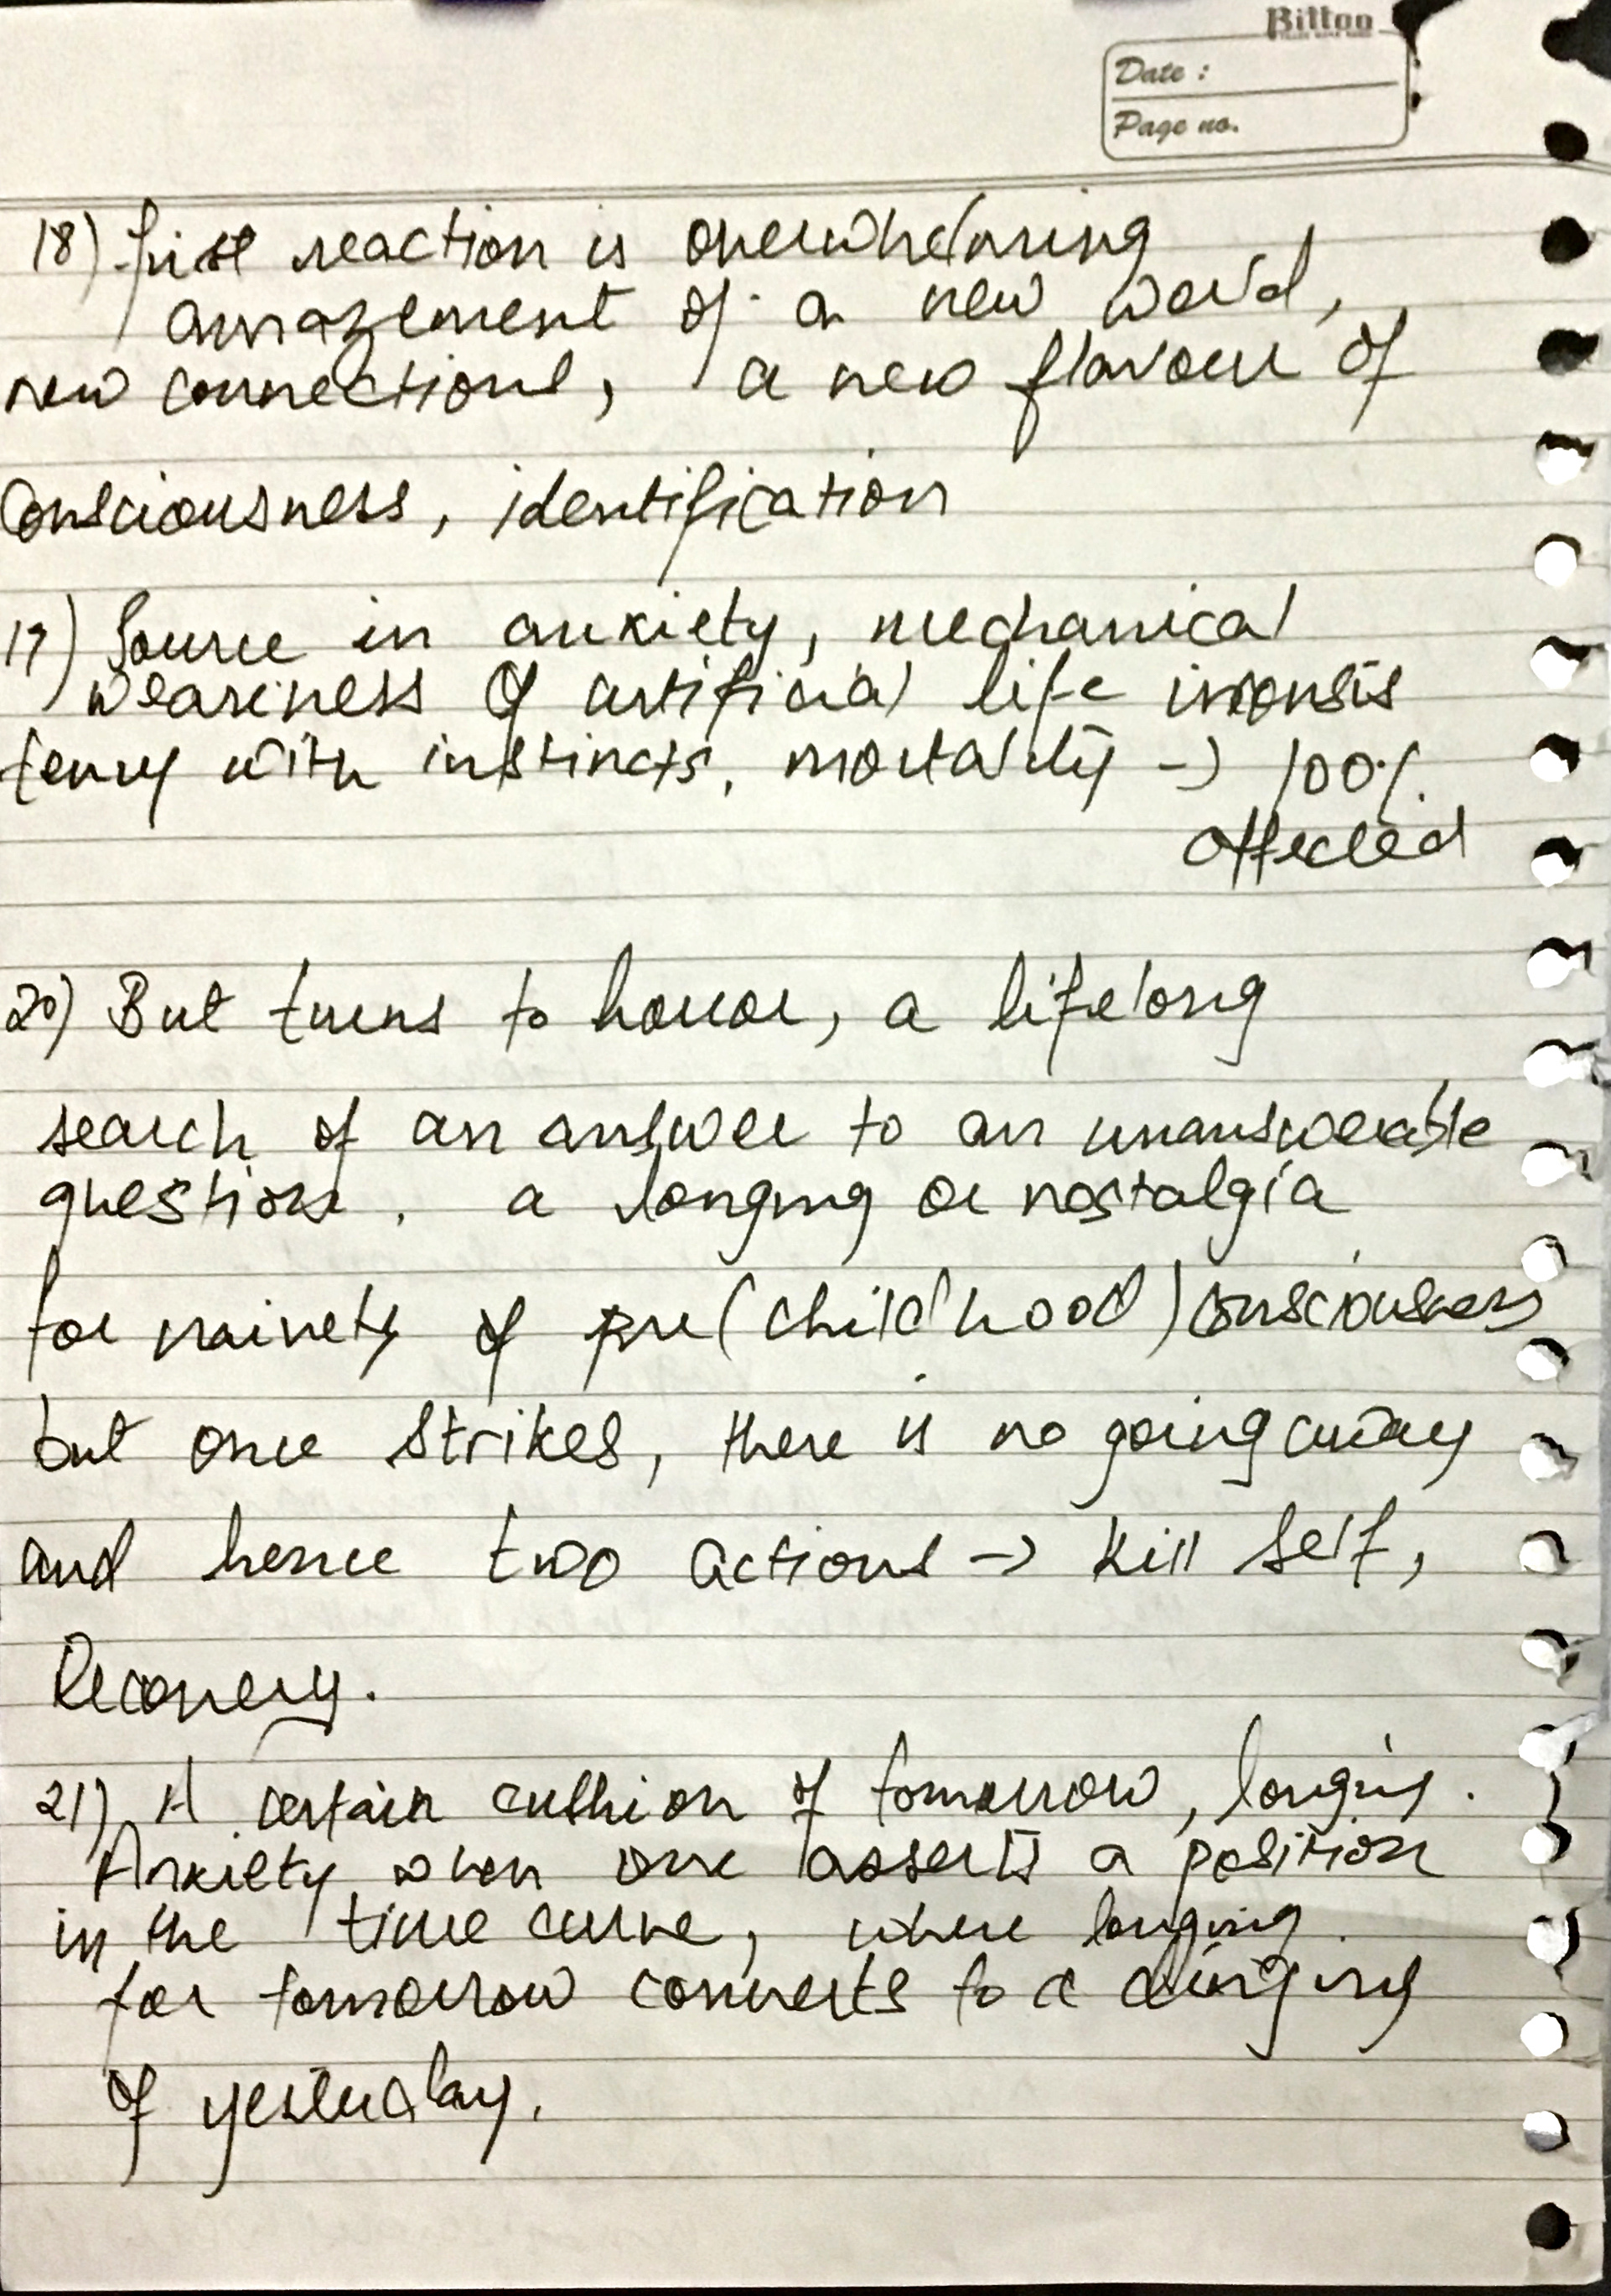 Bittoo
Date :
Page no.
18) first reaction is overwhelming
amazement of a new world,
new connections, a new flavour of
Consciousness, identification
19) Source in anxiety, mechanical
weariness of artificial life inconsis
tency with instincts, mortality → 100%
affected
20) But turns to horror, a lifelong
search of an answer to an unanswerable
question, a longing or nostalgia
for naivety of pre(childhood) consciousness
but once strikes, there is no going away
and hence two actions → kill self,
Recovery.
21) A certain cushion of tomorrow, longing.
Anxiety when one asserts a position
in the time curve, where longing
for tomorrow converts to a clinging
of yesterday.